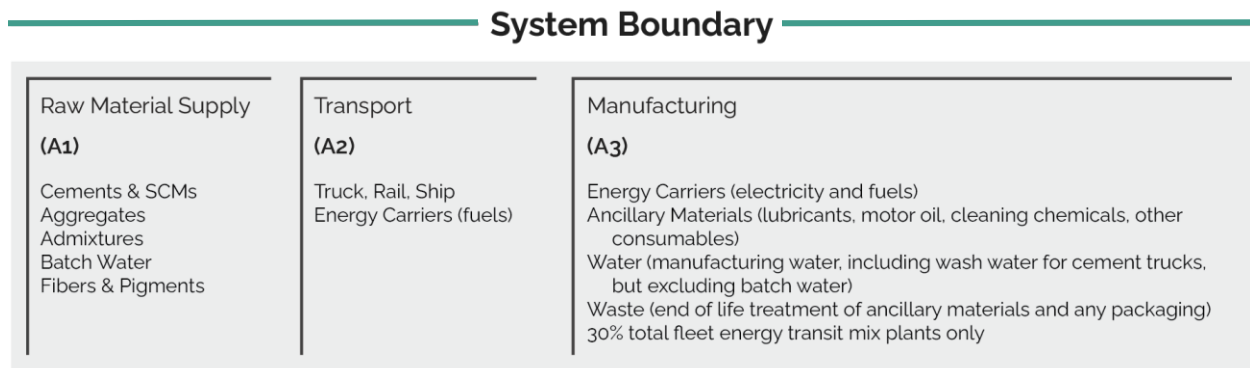 System Boundary
Raw Material Supply
(A1)
Cements & SCMs
Aggregates
Admixtures
Batch Water
Fibers & Pigments
Transport
(A2)
Truck, Rail, Ship
Energy Carriers (fuels)
Manufacturing
(A3)
Energy Carriers (electricity and fuels)
Ancillary Materials (lubricants, motor oil, cleaning chemicals, other
consumables)
Water (manufacturing water, including wash water for cement trucks,
but excluding batch water)
Waste (end of life treatment of ancillary materials and any packaging)
30% total fleet energy transit mix plants only